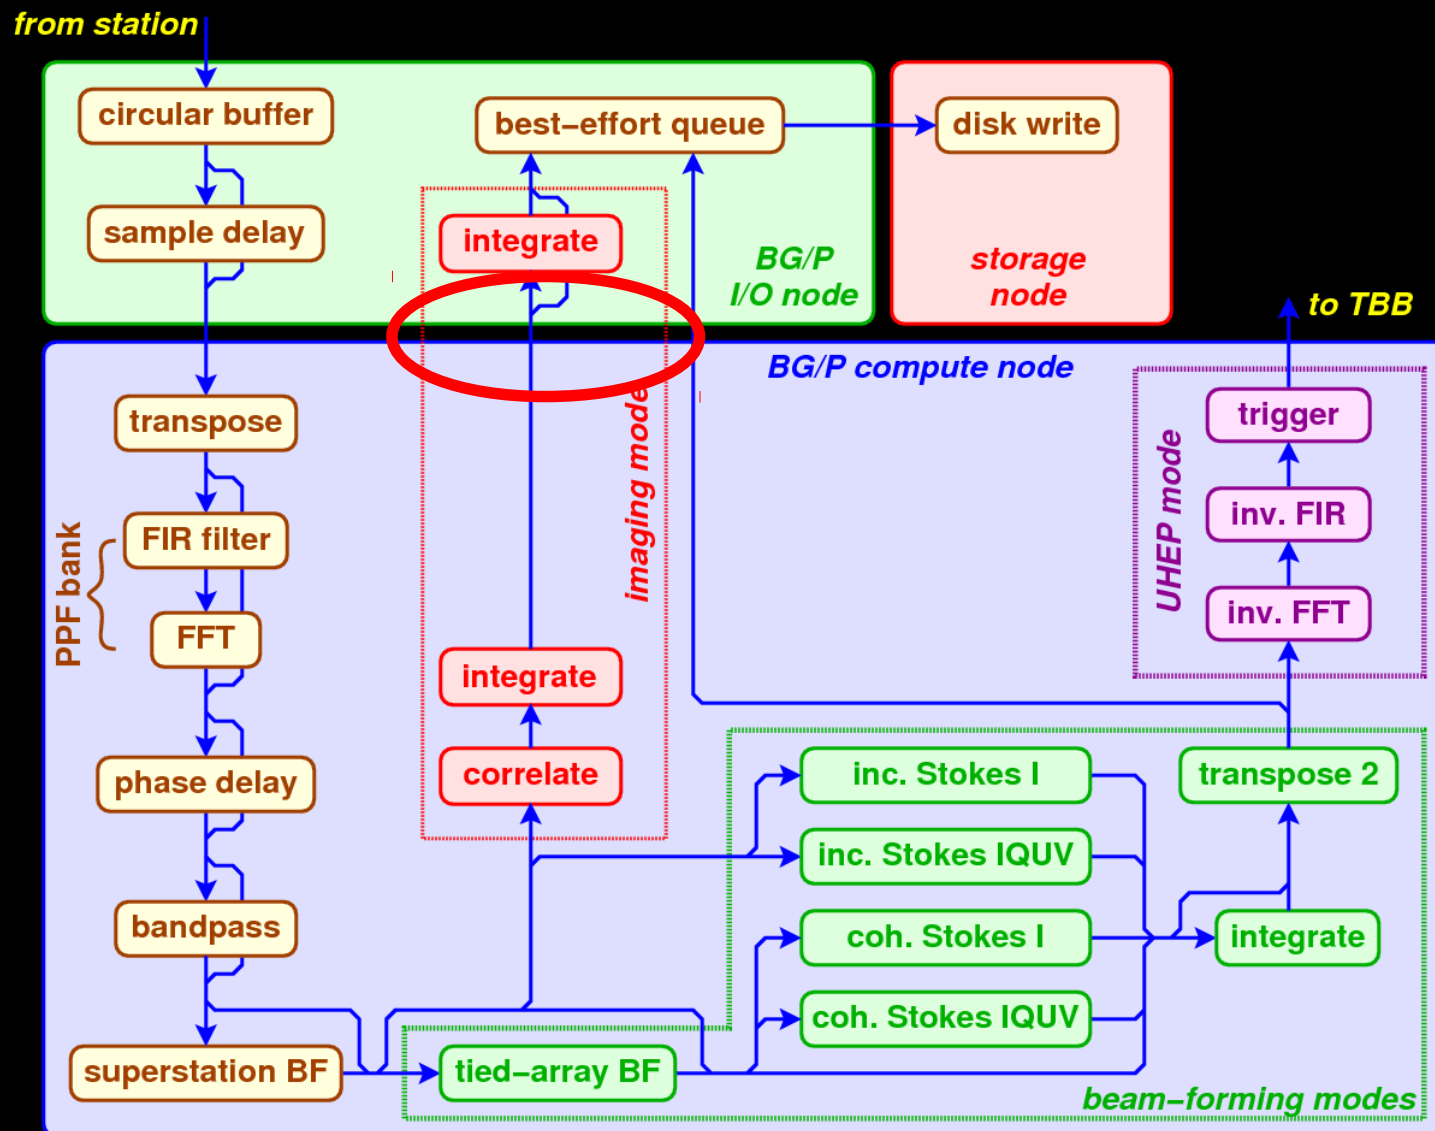 from station
circular buffer
sample delay
best–effort queue
integrate
BG/P
I/O node
disk write
storage
node
to TBB
BG/P compute node
transpose
FIR filter
FFT
PPF bank
phase delay
bandpass
superstation BF
imaging mode
integrate
correlate
UHEP mode
trigger
inv. FIR
inv. FFT
inc. Stokes I
inc. Stokes IQUV
coh. Stokes I
coh. Stokes IQUV
transpose 2
integrate
tied–array BF
beam–forming modes